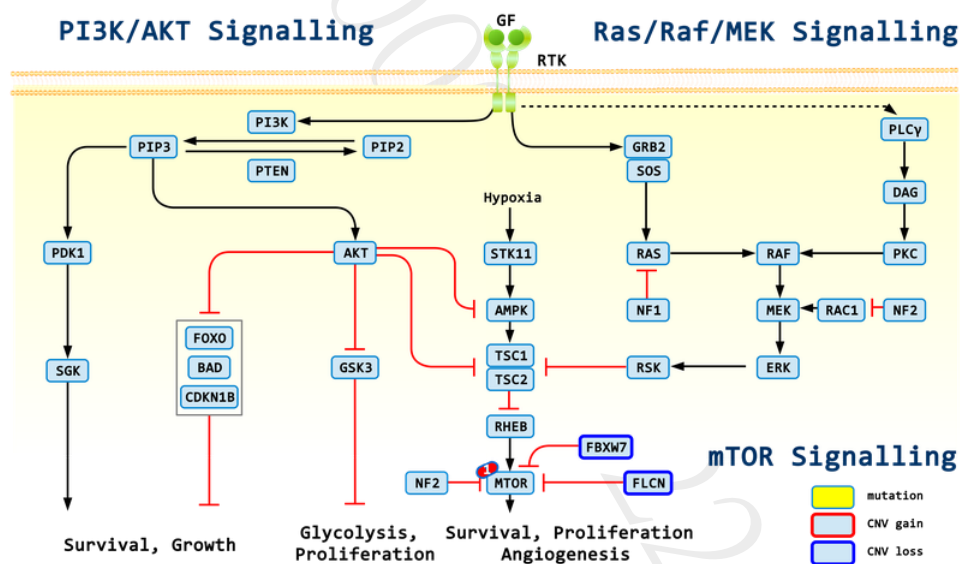 PI3K/AKT Signalling
GF
Ras/Raf/MEK Signalling
RTK
PI3K
PLCγ
PIP3
PIP2
GRB2
PTEN
SOS
DAG
Hypoxia
PDK1
AKT
STK11
RAS
RAF
PKC
AMPK
NF1
MEK
RAC1
NF2
FOXO
BAD
CDKN1B
SGK
GSK3
TSC1
TSC2
RSK
ERK
RHEB
FBXW7
mTOR Signalling
1
NF2
MTOR
FLCN
mutation
CNV gain
CNV loss
Survival, Growth
Glycolysis,
Proliferation
Survival, Proliferation
Angiogenesis